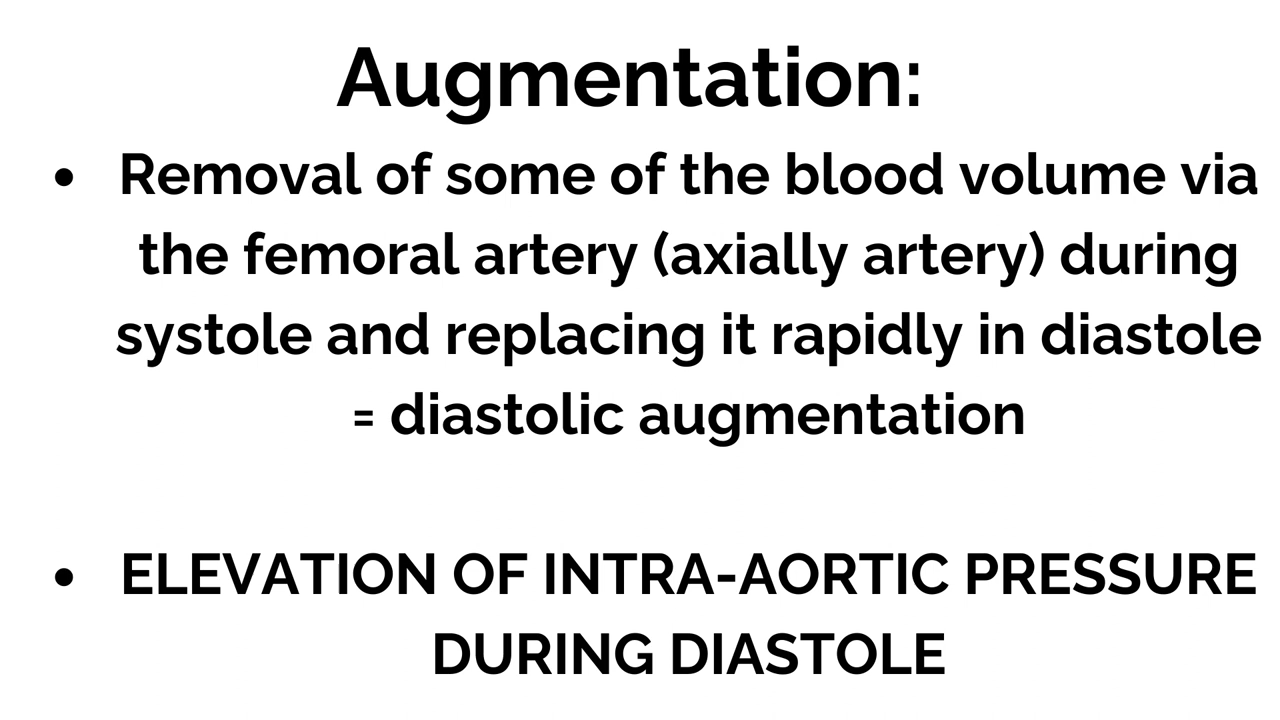 Augmentation:
• Removal of some of the blood volume via
the femoral artery (axially artery) during
systole and replacing it rapidly in diastole
= diastolic augmentation
• ELEVATION OF INTRA-AORTIC PRESSURE
DURING DIASTOLE